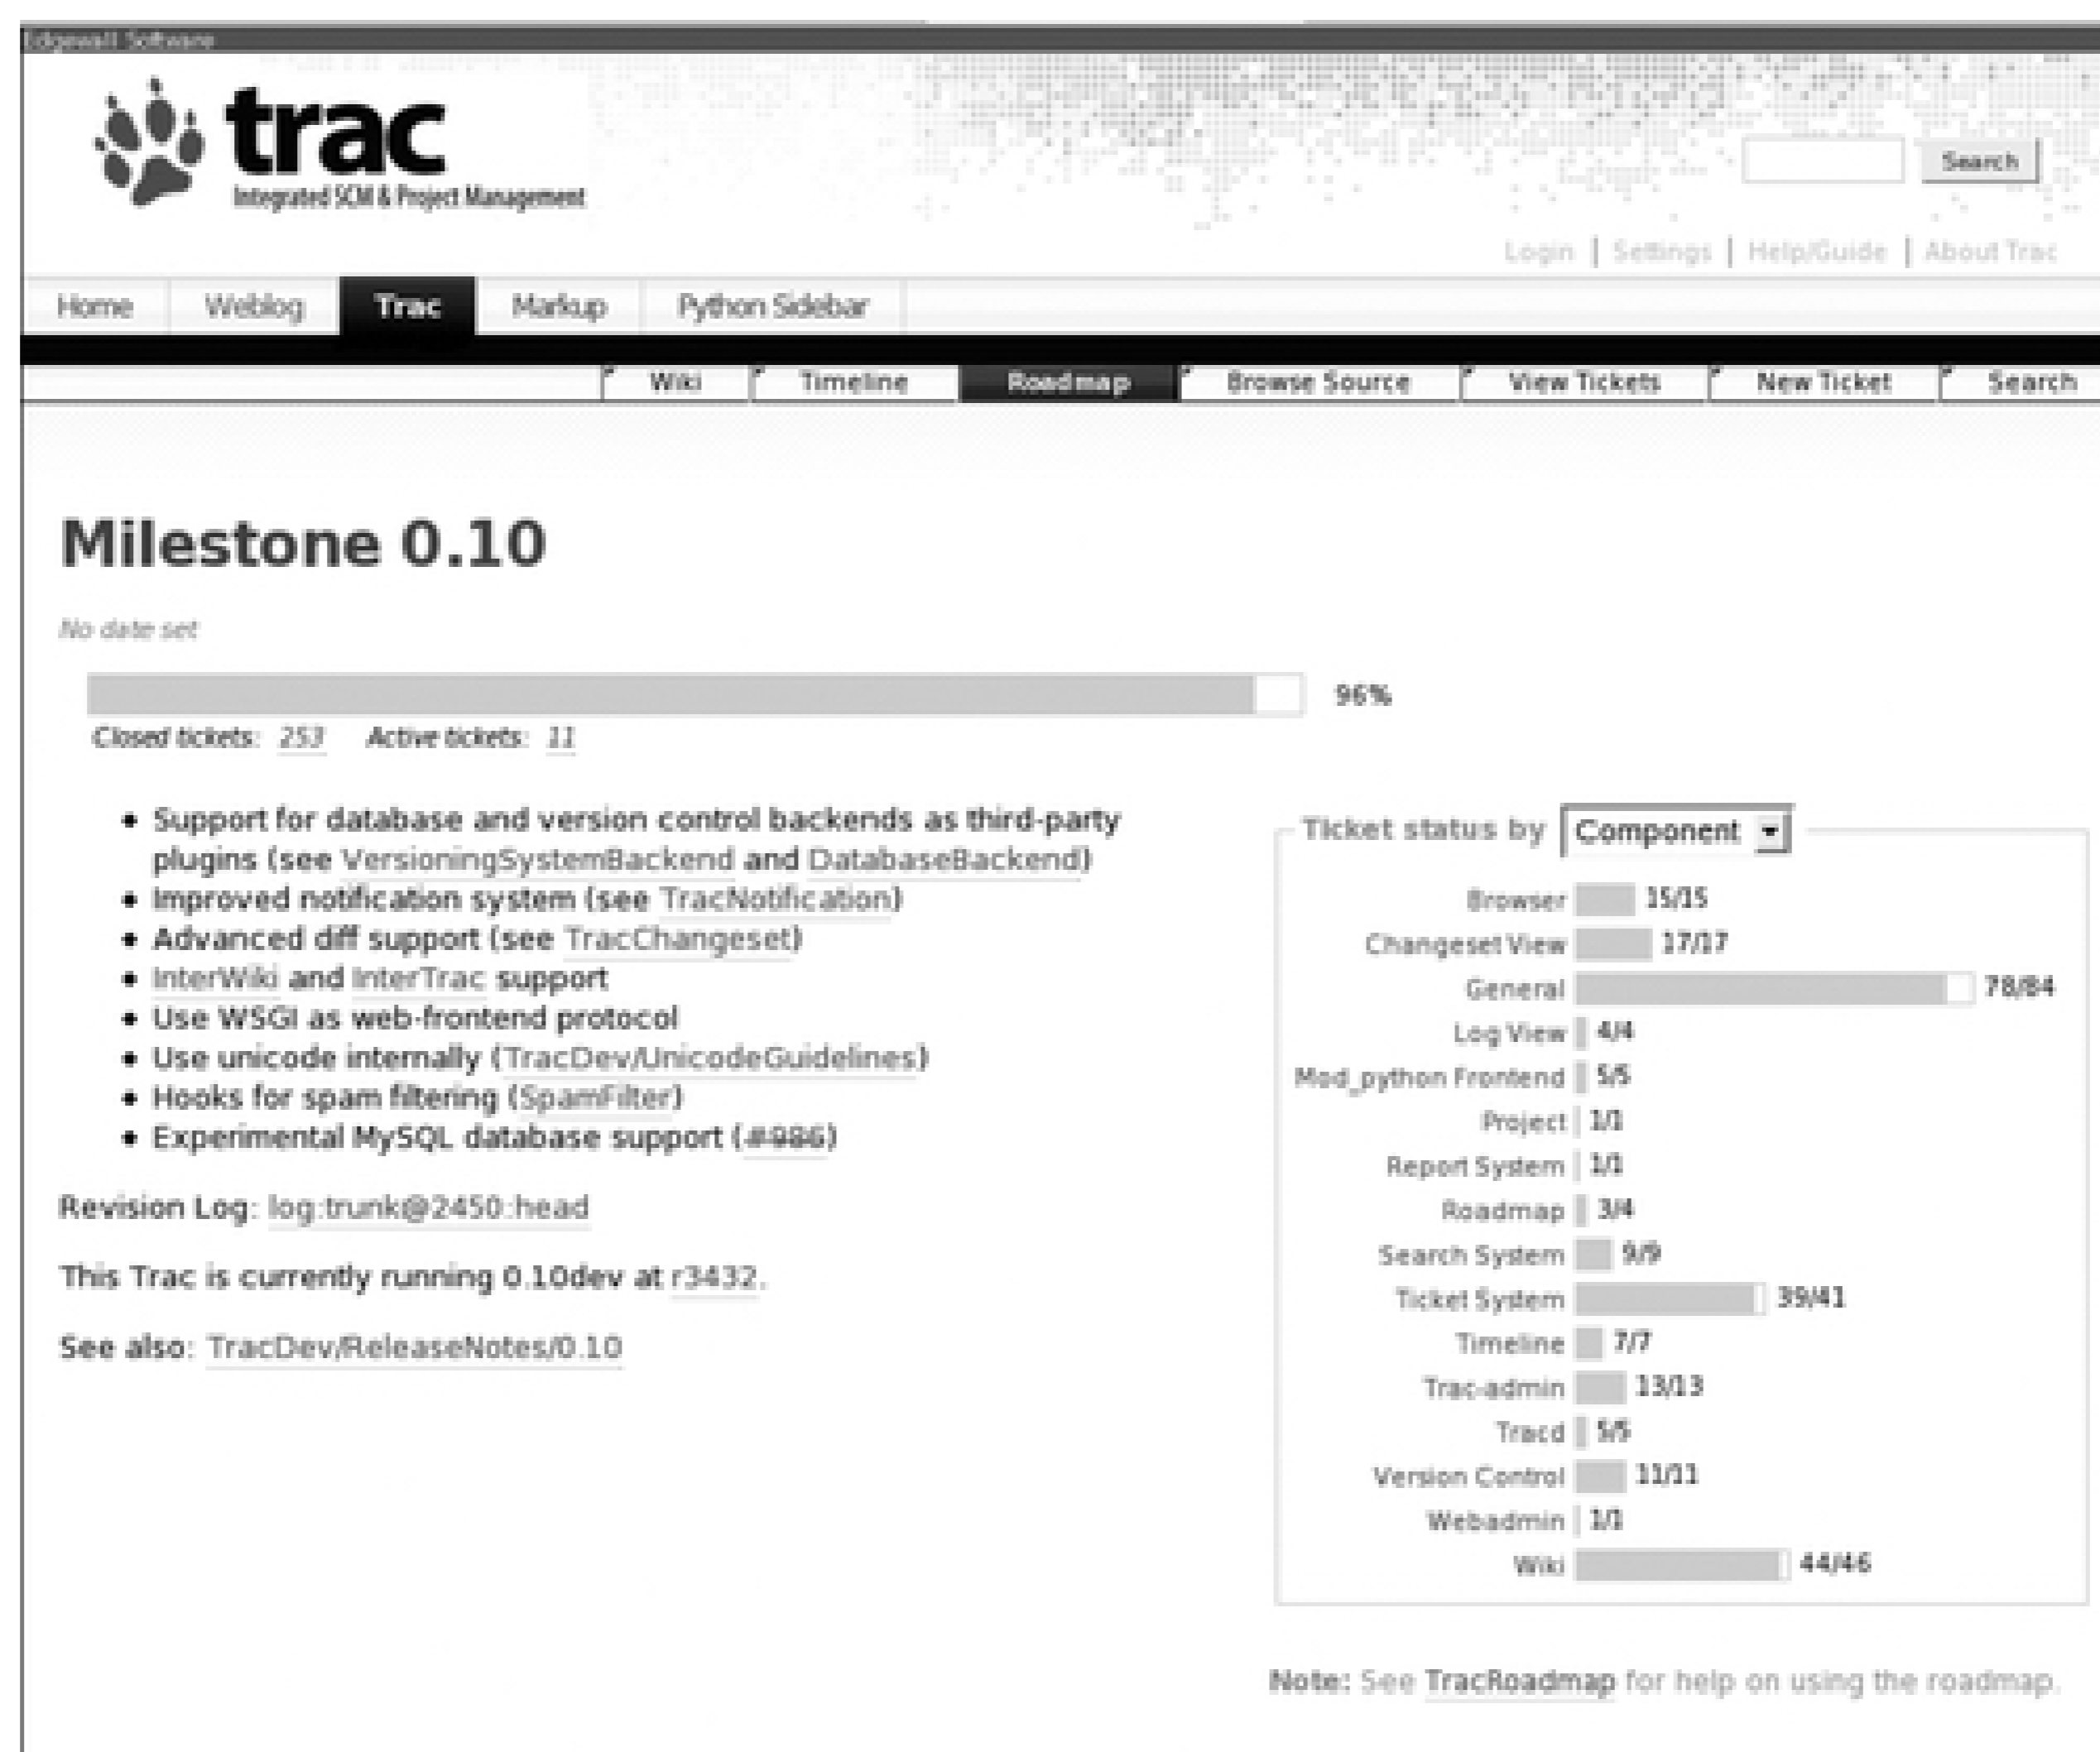 Edgewall Software
trac
Integrated SCM & Project Management
Search
Login | Settings | Help/Guide | About Trac
Home Weblog Trac Markup Python Sidebar
Wiki Timeline Roadmap Browse Source View Tickets New Ticket Search
Milestone 0.10
No date set
96%
Closed tickets: 253 Active tickets: 11
• Support for database and version control backends as third-party
plugins (see VersioningSystemBackend and DatabaseBackend)
• Improved notification system (see TracNotification)
• Advanced diff support (see TracChangeset)
• InterWiki and InterTrac support
• Use WSGI as web-frontend protocol
• Use unicode internally (TracDev/UnicodeGuidelines)
• Hooks for spam filtering (SpamFilter)
• Experimental MySQL database support (#986)
Revision Log: log:trunk@2450:head
This Trac is currently running 0.10dev at r3432.
See also: TracDev/ReleaseNotes/0.10
Ticket status by Component
Browser 15/15
Changeset View 17/17
General 78/84
Log View 4/4
Mod_python Frontend 5/5
Project 1/1
Report System 1/1
Roadmap 3/4
Search System 9/9
Ticket System 39/41
Timeline 7/7
Trac-admin 13/13
Tracd 5/5
Version Control 11/11
Webadmin 1/1
Wiki 44/46
Note: See TracRoadmap for help on using the roadmap.